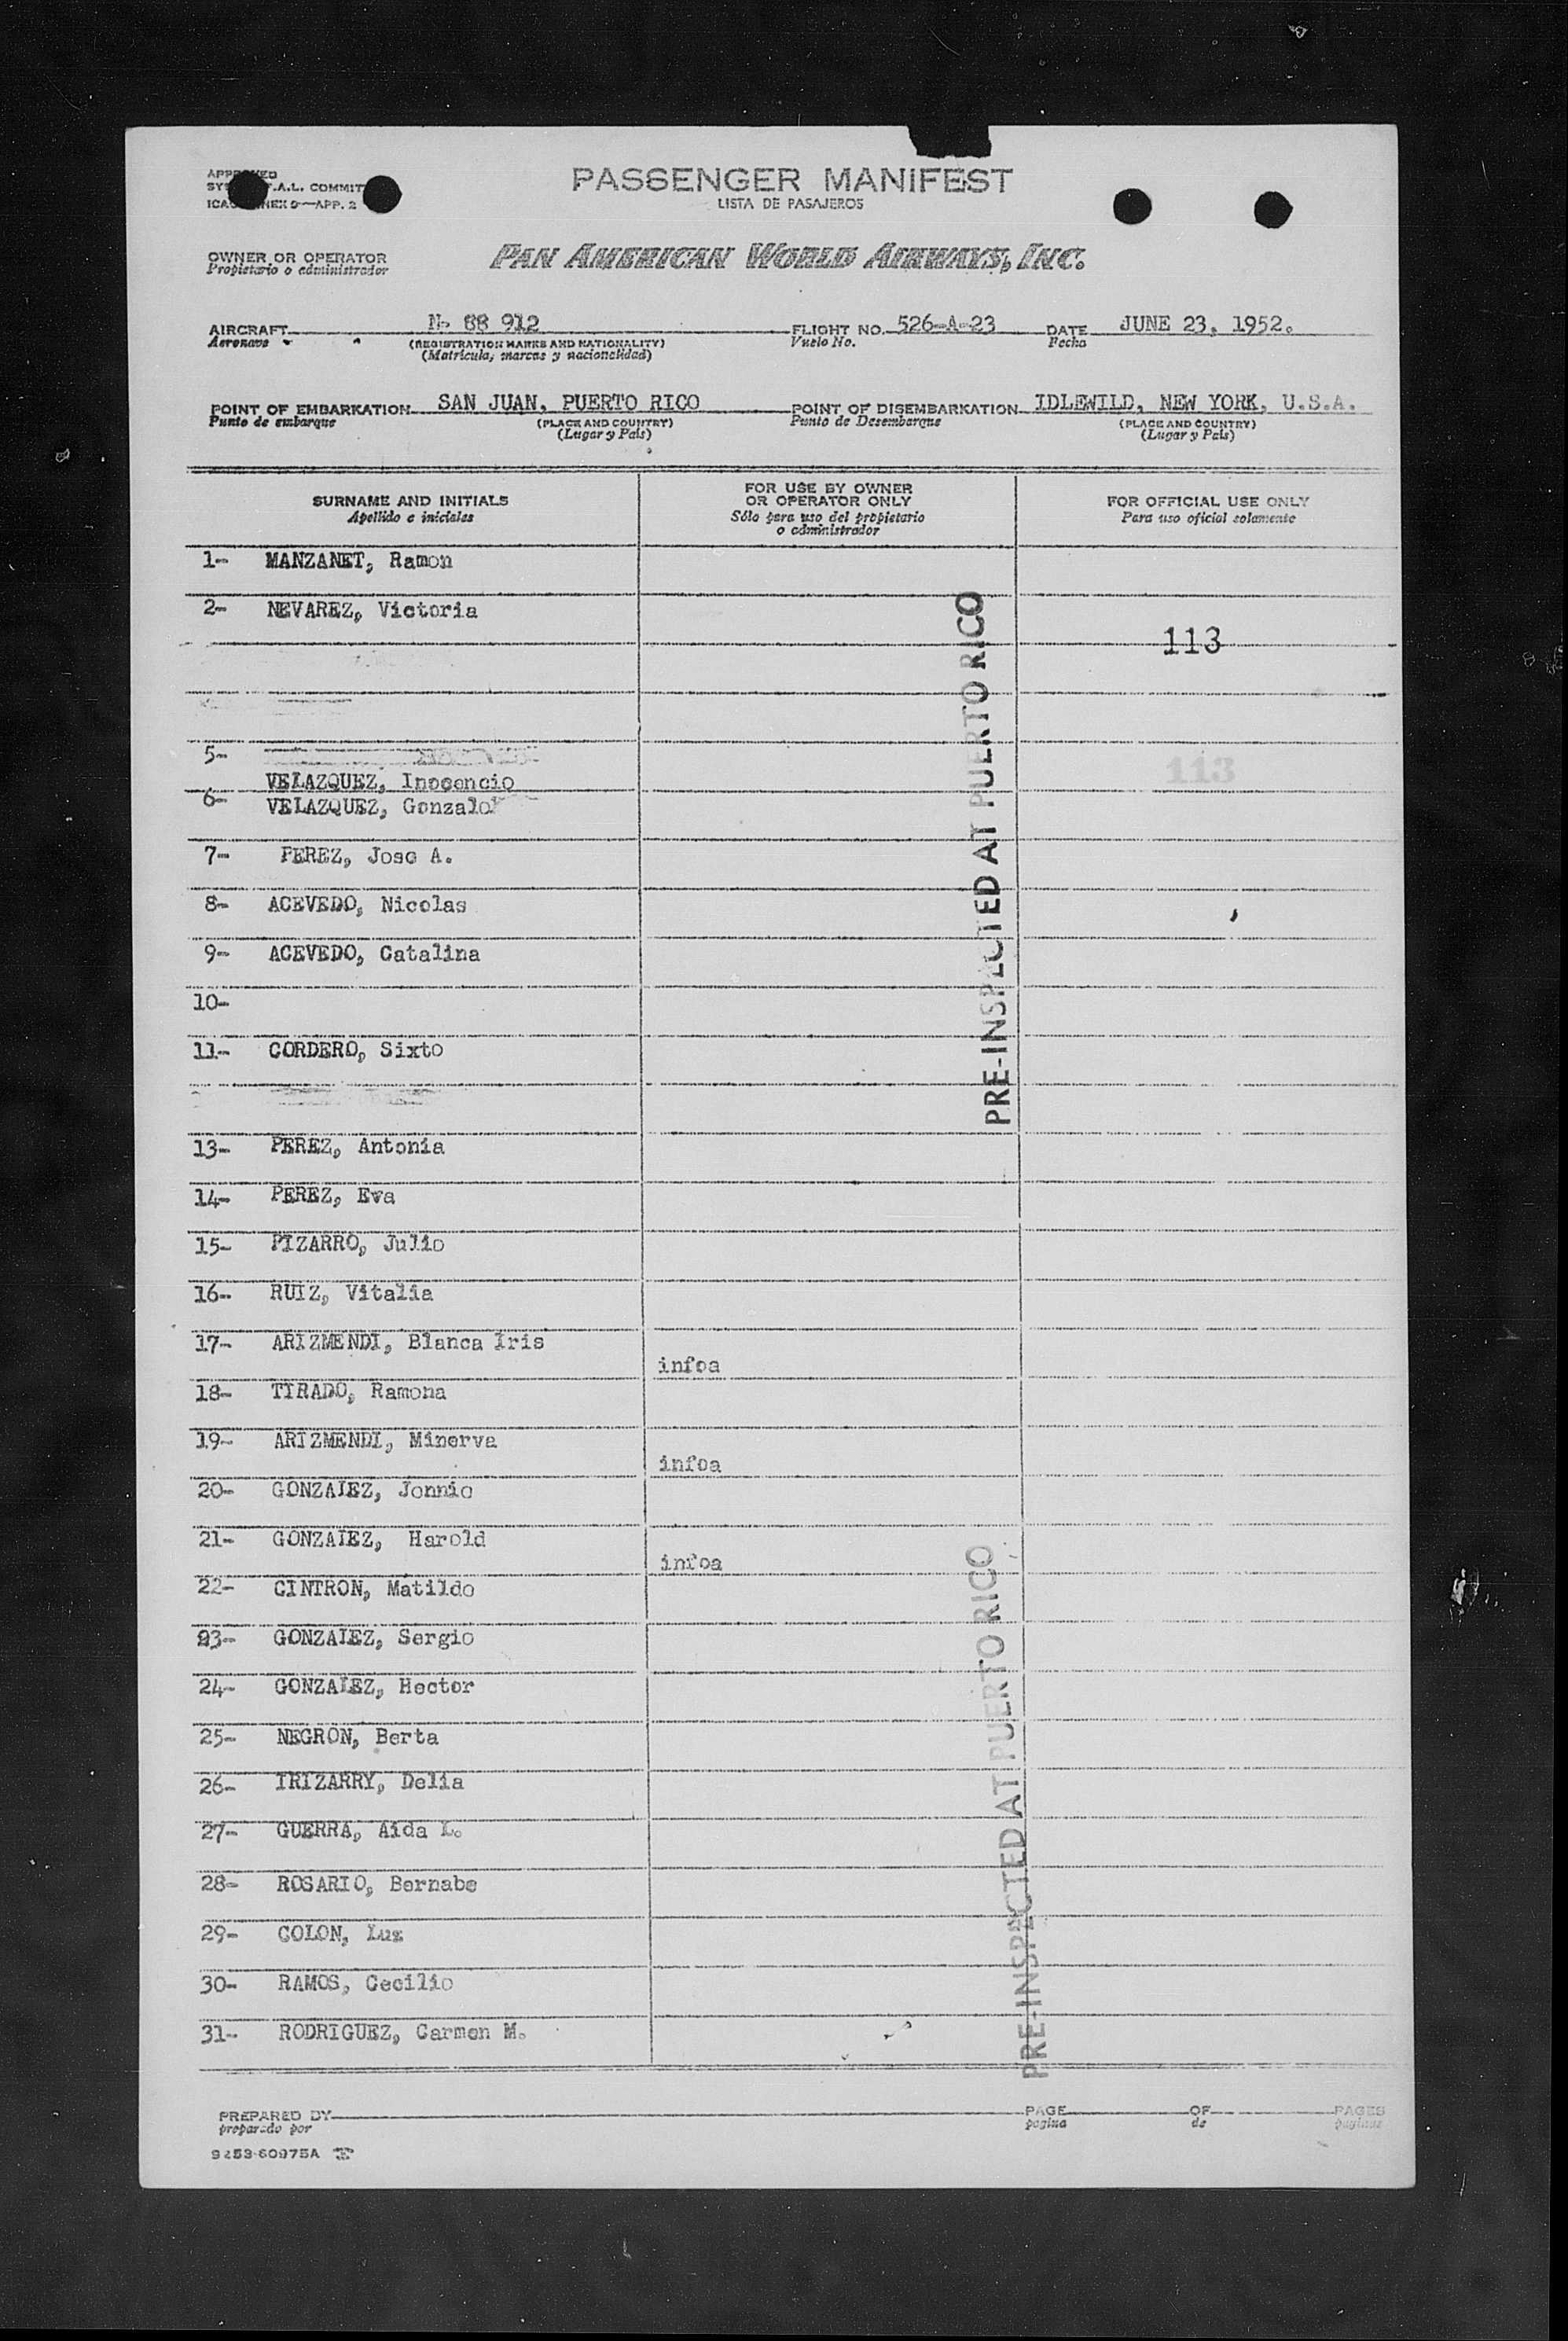 PASSENGER MANIFEST
LISTA DE PASAJEROS
OWNER OR OPERATOR
Propietario o administrador
PAN AMERICAN WORLD AIRWAYS, INC.
AIRCRAFT N- 88 912 FLIGHT NO. 526-A-23 DATE JUNE 23, 1952.
Aeronave (REGISTRATION MARKS AND NATIONALITY) Vuelo No. Fecha
(Matrícula, marcas y nacionalidad)
POINT OF EMBARKATION SAN JUAN, PUERTO RICO POINT OF DISEMBARKATION IDLEWILD, NEW YORK, U.S.A.
Punto de embarque (PLACE AND COUNTRY) Punto de Desembarque (PLACE AND COUNTRY)
(Lugar y País) (Lugar y País)
SURNAME AND INITIALS
Apellido e iniciales
FOR USE BY OWNER
OR OPERATOR ONLY
Sólo para uso del propietario
o administrador
FOR OFFICIAL USE ONLY
Para uso oficial solamente
1- MANZANET, Ramon
2- NEVAREZ, Victoria
113
5-
113
VELAZQUEZ, Inocencio
6- VELAZQUEZ, Gonzalo
7- PEREZ, Jose A.
8- ACEVEDO, Nicolas
9- ACEVEDO, Catalina
10-
11- CORDERO, Sixto
PRE-INSPECTED AT PUERTO RICO
13- PEREZ, Antonia
14- PEREZ, Eva
15- PIZARRO, Julio
16- RUIZ, Vitalia
17- ARIZMENDI, Blanca Iris
infoa
18- TIRADO, Ramona
19- ARIZMENDI, Minerva
infoa
20- GONZALEZ, Jennie
21- GONZALEZ, Harold
infoa
22- CINTRON, Matilde
23- GONZALEZ, Sergio
24- GONZALEZ, Hector
25- NEGRON, Berta
26- IRIZARRY, Delia
27- GUERRA, Aida L.
28- ROSARIO, Bernabe
29- COLON, Luz
30- RAMOS, Cecilio
31- RODRIGUEZ, Carmen M.
PRE-INSPECTED AT PUERTO RICO
PREPARED BY PAGE OF PAGES
preparado por pagina de paginas